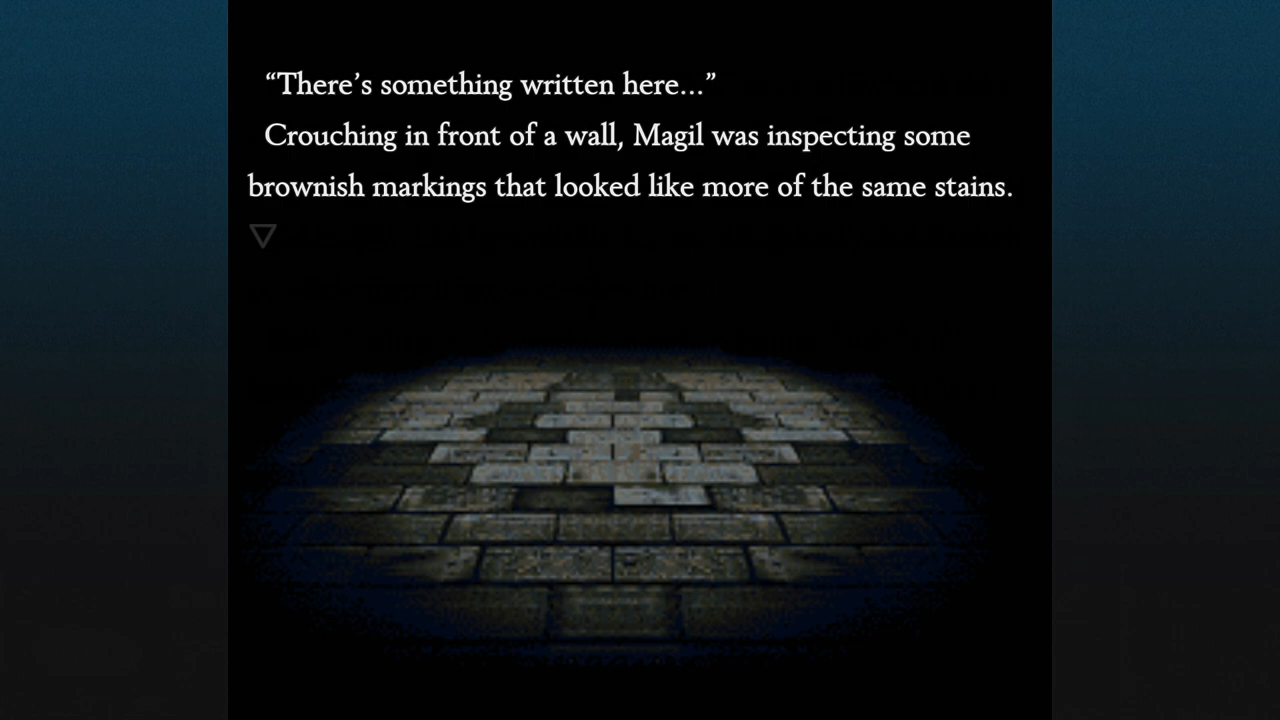 “There’s something written here...”
Crouching in front of a wall, Magil was inspecting some
brownish markings that looked like more of the same stains.